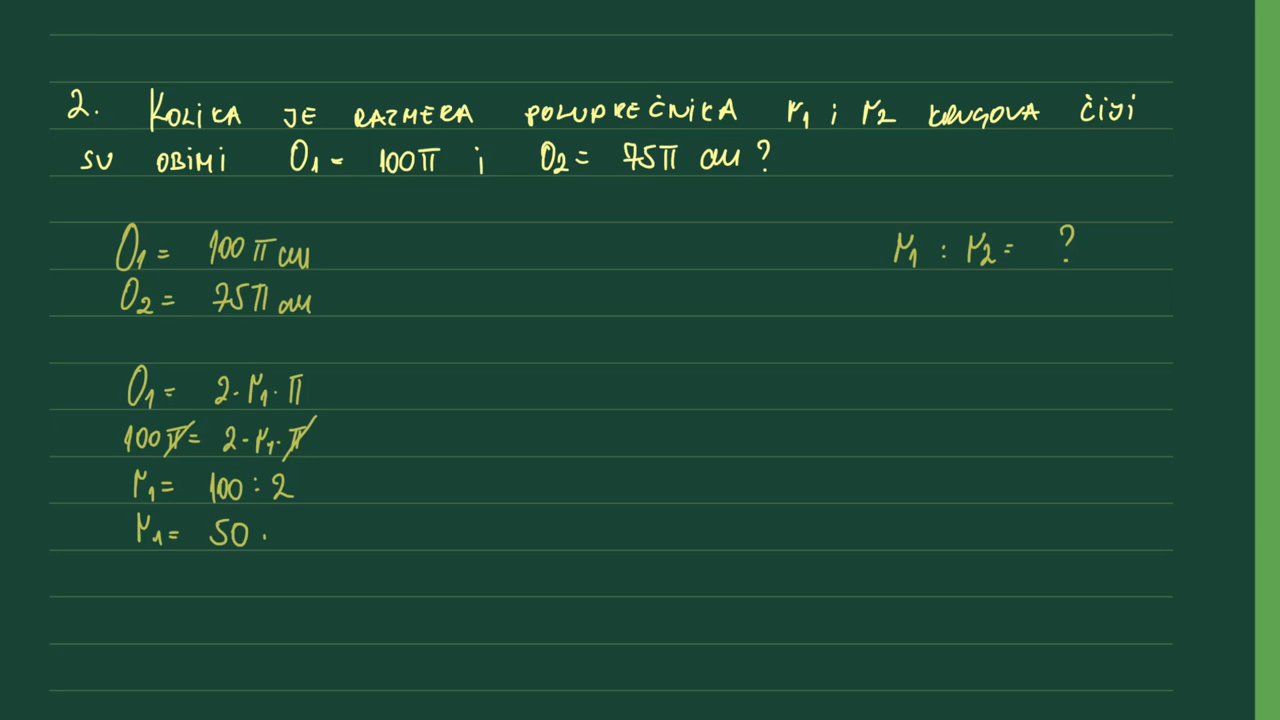 2. KOLIKA JE RAZMERA POLUPREČNIKA r1 i r2 KRUGOVA ČIJI
SU OBIMI O1= 100π i O2= 75π cm?
O1= 100π cm
r1 : r2= ?
O2= 75π cm
O1= 2·r1·π
100π= 2·r1·π
r1= 100:2
r1= 50